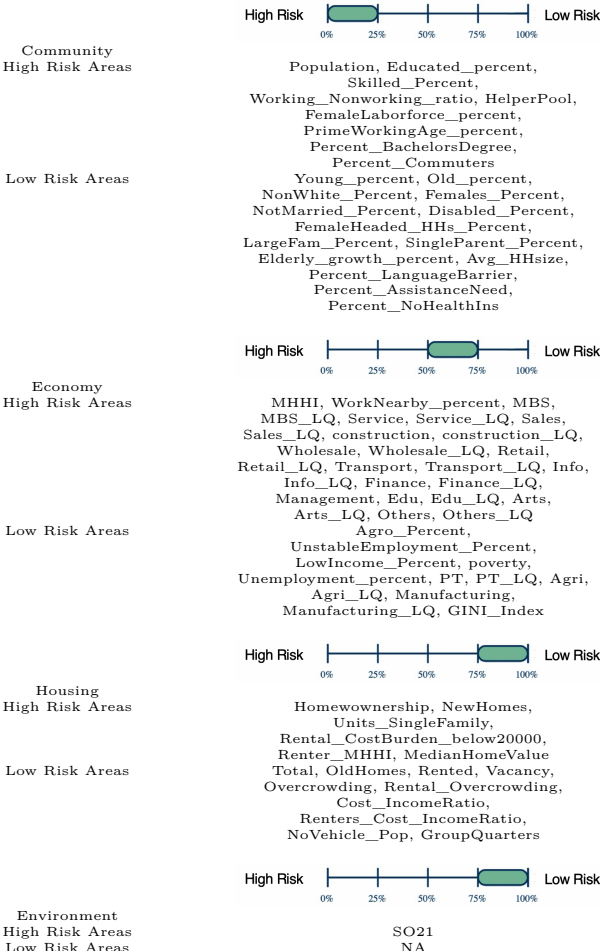 High Risk Low Risk
0% 25% 50% 75% 100%
Community
High Risk Areas Population, Educated_percent,
Skilled_Percent,
Working_Nonworking_ratio, HelperPool,
FemaleLaborforce_percent,
PrimeWorkingAge_percent,
Percent_BachelorsDegree,
Percent_Commuters
Low Risk Areas Young_percent, Old_percent,
NonWhite_Percent, Females_Percent,
NotMarried_Percent, Disabled_Percent,
FemaleHeaded_HHs_Percent,
LargeFam_Percent, SingleParent_Percent,
Elderly_growth_percent, Avg_HHsize,
Percent_LanguageBarrier,
Percent_AssistanceNeed,
Percent_NoHealthIns
High Risk Low Risk
0% 25% 50% 75% 100%
Economy
High Risk Areas MHHI, WorkNearby_percent, MBS,
MBS_LQ, Service, Service_LQ, Sales,
Sales_LQ, construction, construction_LQ,
Wholesale, Wholesale_LQ, Retail,
Retail_LQ, Transport, Transport_LQ, Info,
Info_LQ, Finance, Finance_LQ,
Management, Edu, Edu_LQ, Arts,
Arts_LQ, Others, Others_LQ
Low Risk Areas Agro_Percent,
UnstableEmployment_Percent,
LowIncome_Percent, poverty,
Unemployment_percent, PT, PT_LQ, Agri,
Agri_LQ, Manufacturing,
Manufacturing_LQ, GINI_Index
High Risk Low Risk
0% 25% 50% 75% 100%
Housing
High Risk Areas Homewownership, NewHomes,
Units_SingleFamily,
Rental_CostBurden_below20000,
Renter_MHHI, MedianHomeValue
Low Risk Areas Total, OldHomes, Rented, Vacancy,
Overcrowding, Rental_Overcrowding,
Cost_IncomeRatio,
Renters_Cost_IncomeRatio,
NoVehicle_Pop, GroupQuarters
High Risk Low Risk
0% 25% 50% 75% 100%
Environment
High Risk Areas SO21
Low Risk Areas NA